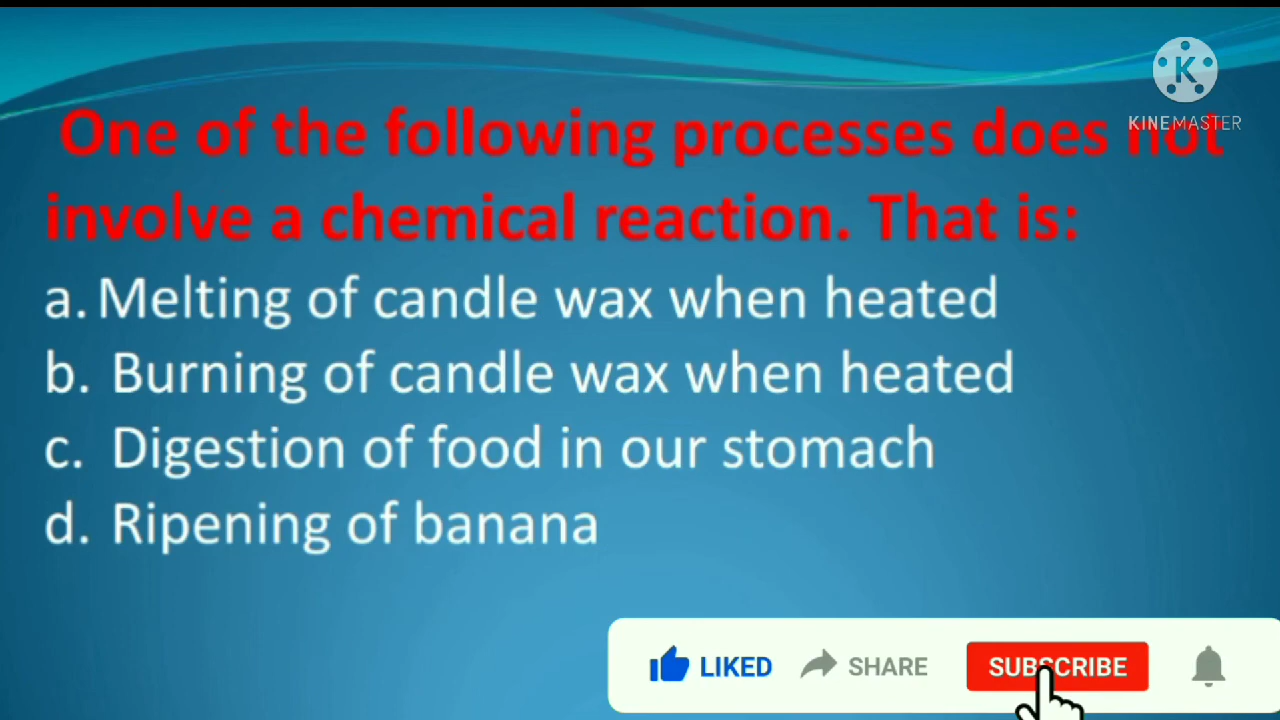 One of the following processes does not
involve a chemical reaction. That is:
a. Melting of candle wax when heated
b. Burning of candle wax when heated
c. Digestion of food in our stomach
d. Ripening of banana
K
KINEMASTER
LIKED SHARE SUBSCRIBE